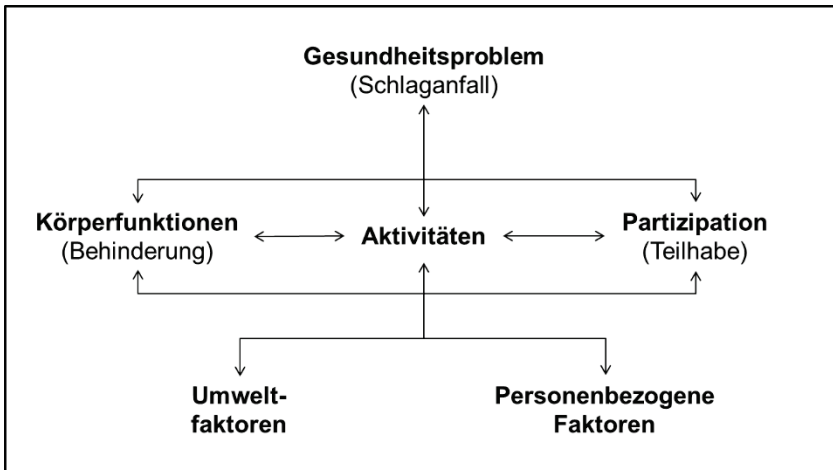 Gesundheitsproblem
(Schlaganfall)
Körperfunktionen
(Behinderung)
Aktivitäten
Partizipation
(Teilhabe)
Umwelt-
faktoren
Personenbezogene
Faktoren